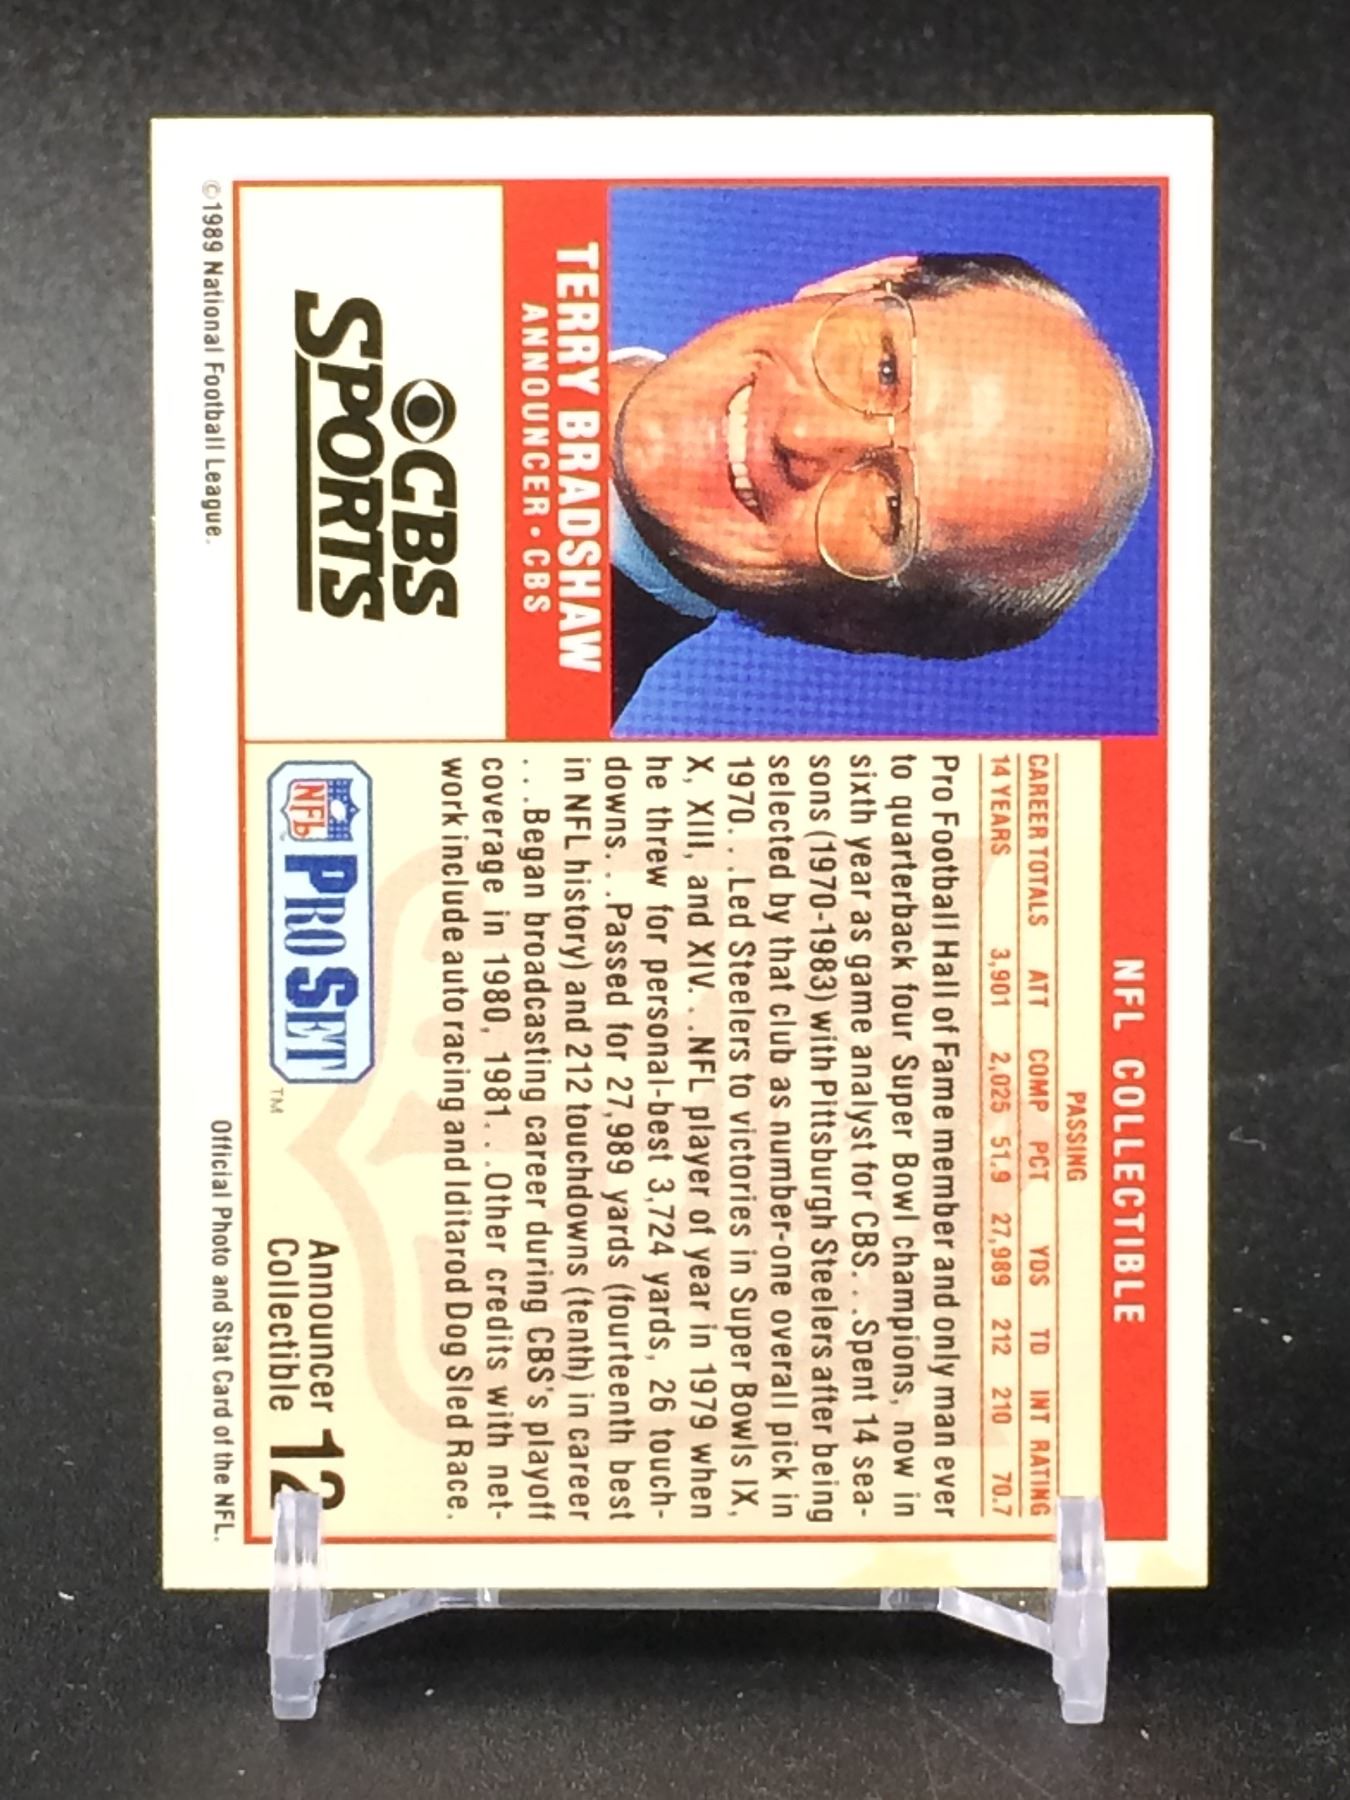 NFL COLLECTIBLE
TERRY BRADSHAW
ANNOUNCER • CBS
CBS
SPORTS
PASSING
CAREER TOTALS ATT COMP PCT YDS TD INT RATING
14 YEARS 3,901 2,025 51.9 27,989 212 210 70.7
Pro Football Hall of Fame member and only man ever
to quarterback four Super Bowl champions, now in
sixth year as game analyst for CBS. . .Spent 14 sea-
sons (1970-1983) with Pittsburgh Steelers after being
selected by that club as number-one overall pick in
1970. . .Led Steelers to victories in Super Bowls IX,
X, XIII, and XIV. . .NFL player of year in 1979 when
he threw for personal-best 3,724 yards, 26 touch-
downs. . .Passed for 27,989 yards (fourteenth best
in NFL history) and 212 touchdowns (tenth) in career
. . .Began broadcasting career during CBS's playoff
coverage in 1980, 1981. . .Other credits with net-
work include auto racing and Iditarod Dog Sled Race.
NFL PRO SET TM
Announcer 12
Collectible
©1989 National Football League.
Official Photo and Stat Card of the NFL.